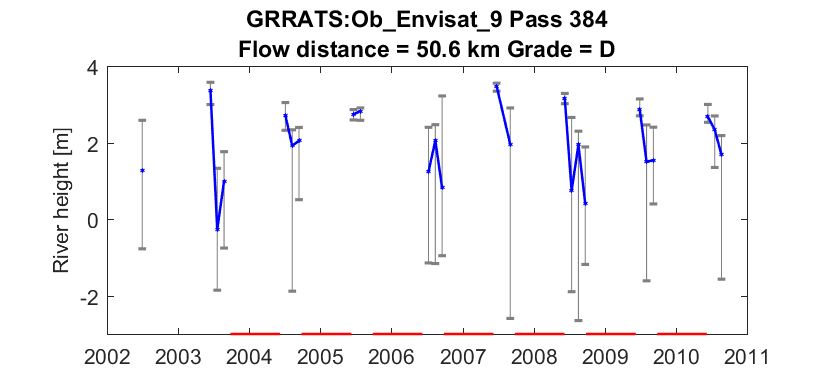 GRRATS:Ob_Envisat_9 Pass 384
Flow distance = 50.6 km Grade = D
River height [m]
4
2
0
-2
2002 2003 2004 2005 2006 2007 2008 2009 2010 2011